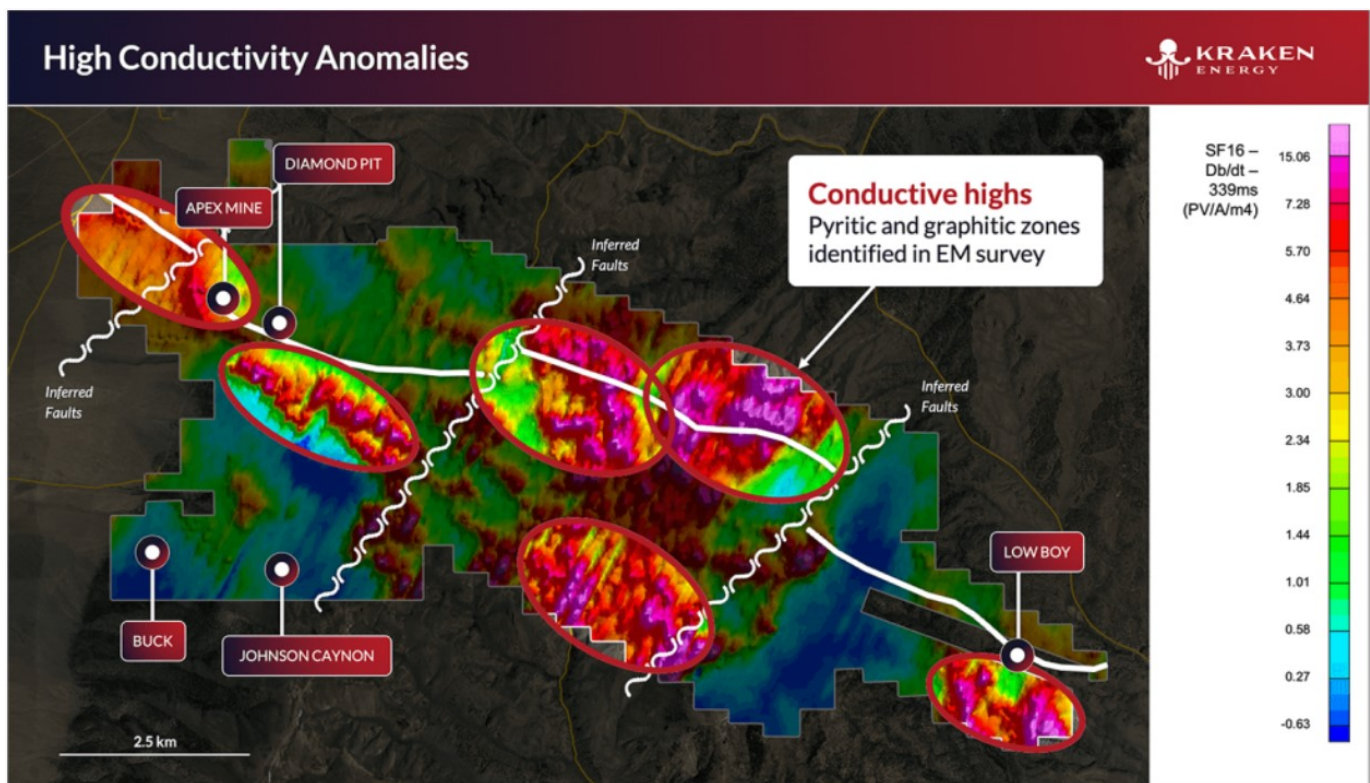 High Conductivity Anomalies
KRAKEN
ENERGY
DIAMOND PIT
APEX MINE
Conductive highs
Pyritic and graphitic zones
identified in EM survey
Inferred
Faults
Inferred
Faults
Inferred
Faults
LOW BOY
BUCK
JOHNSON CAYNON
2.5 km
SF16 –
Db/dt –
339ms
(PV/A/m4)
15.06
7.28
5.70
4.64
3.73
3.00
2.34
1.85
1.44
1.01
0.58
0.27
-0.63